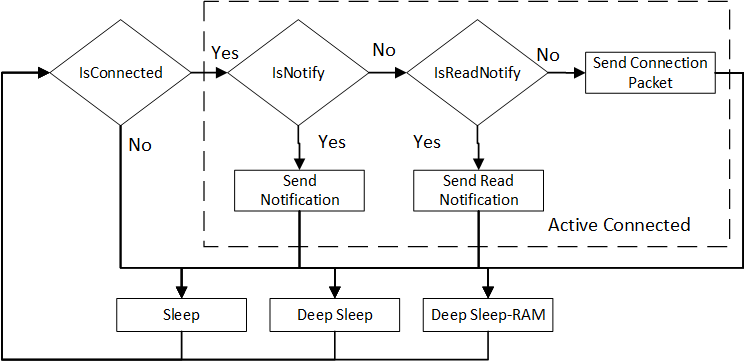 Yes
No
No
IsConnected
IsNotify
IsReadNotify
Send Connection
Packet
No
Yes
Yes
Send
Notification
Send Read
Notification
Active Connected
Sleep
Deep Sleep
Deep Sleep-RAM